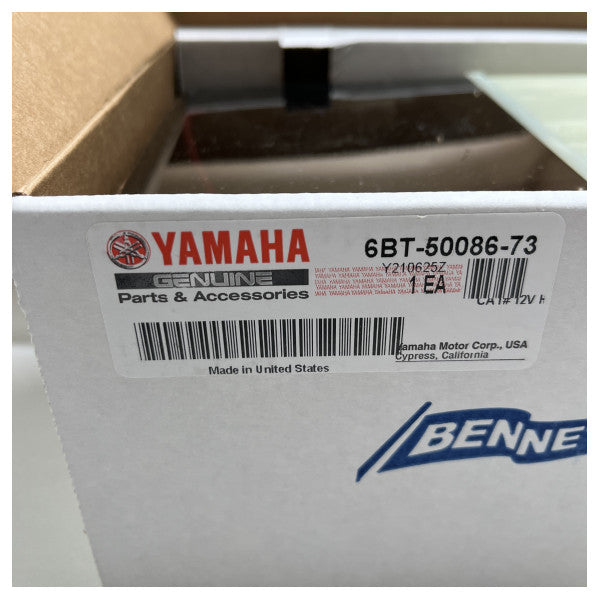 YAMAHA
GENUINE
Parts & Accessories
6BT-50086-73
Y210625Z
1 EA
CAT# 12V H
Yamaha Motor Corp., USA
Cypress, California
Made in United States
BENNE